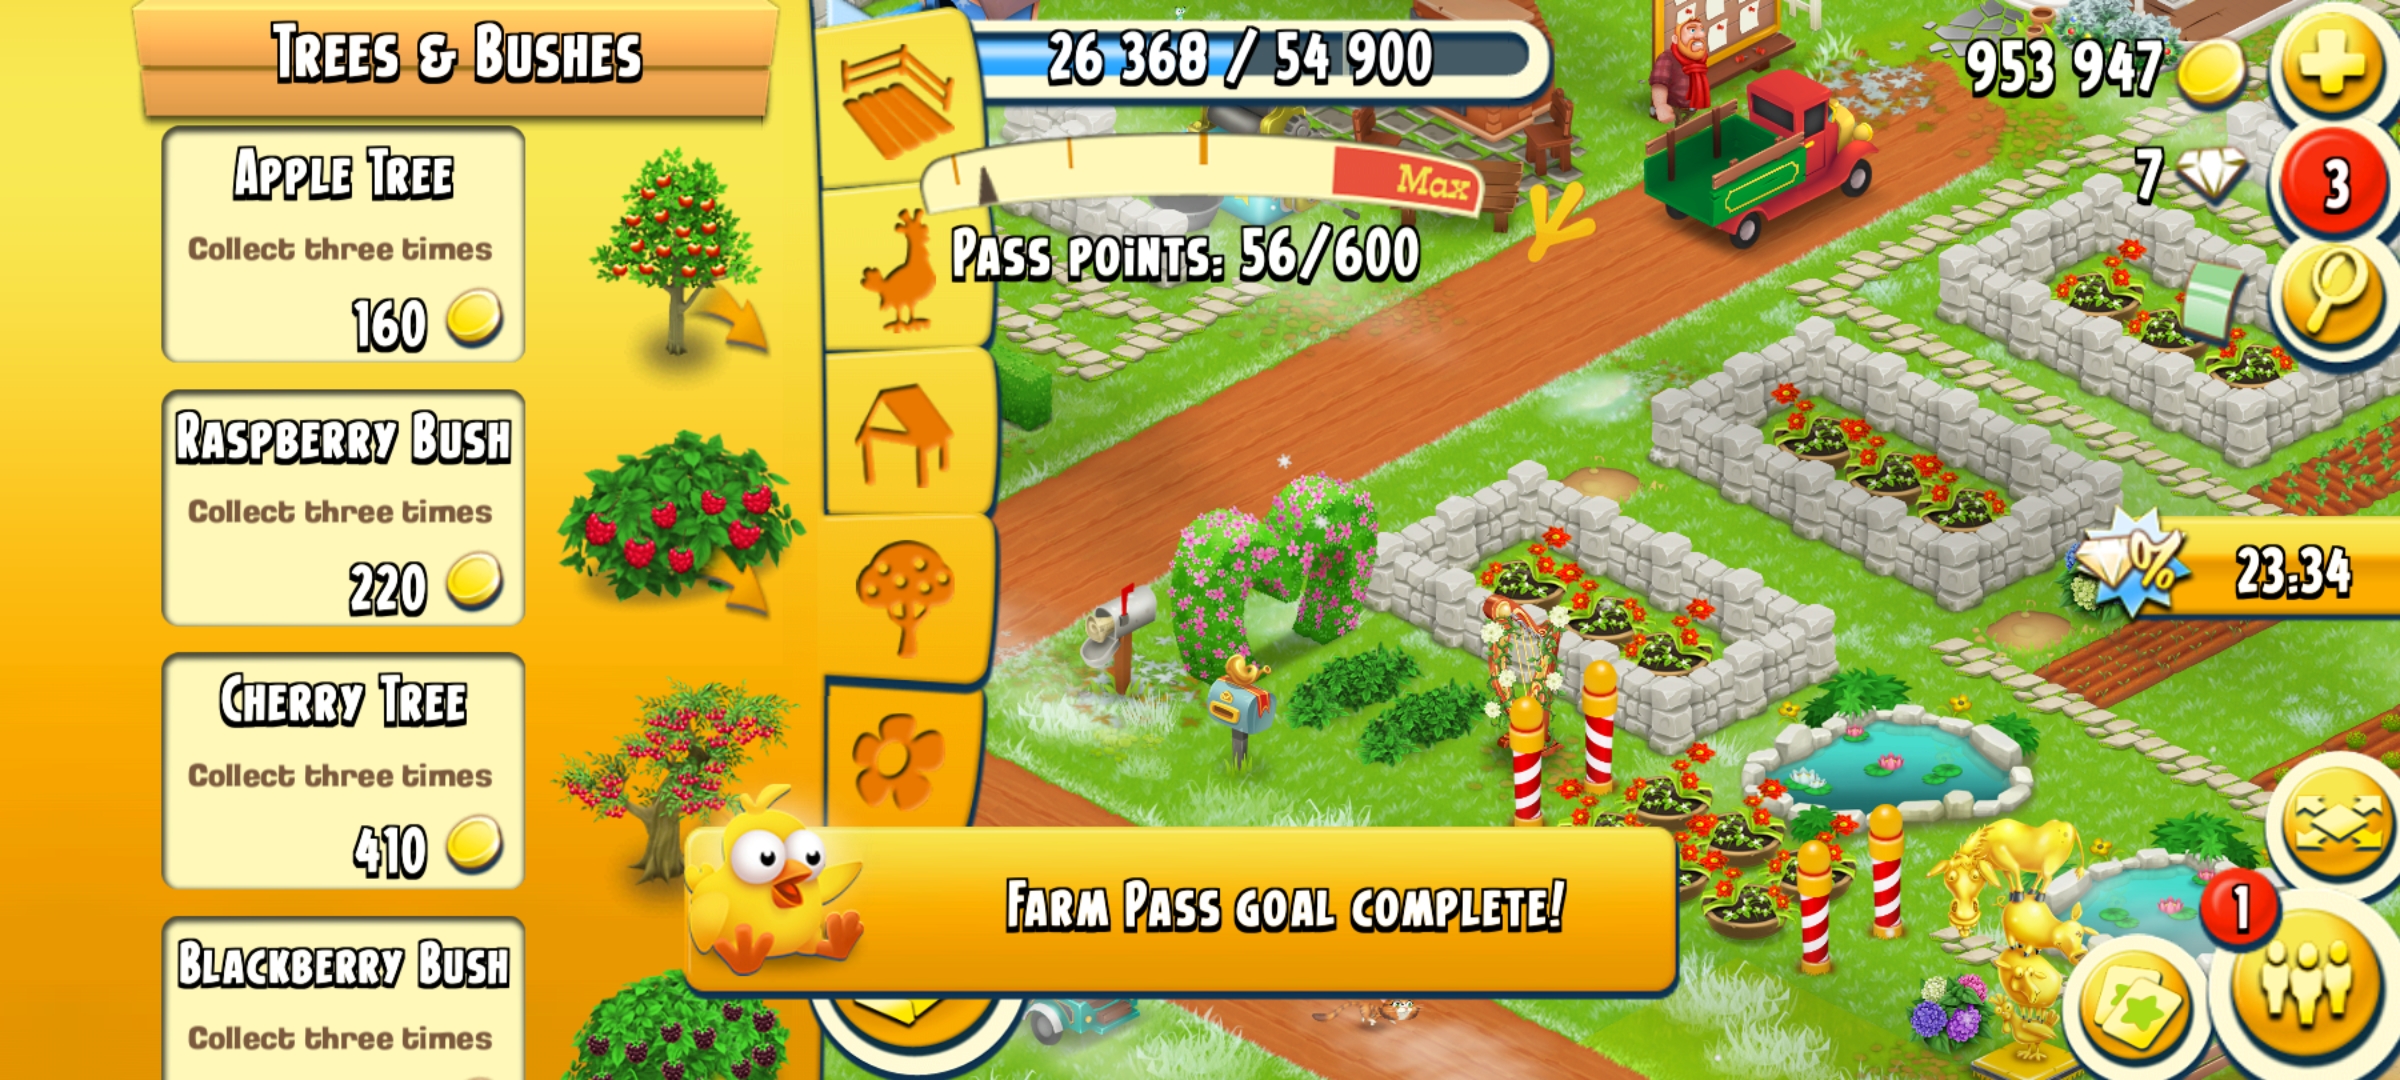 Trees & Bushes
Apple Tree
Collect three times
160
Raspberry Bush
Collect three times
220
Cherry Tree
Collect three times
410
Blackberry Bush
Collect three times
26 368 / 54 900
Max
Pass points: 56/600
953 947
7
3
%
23:34
Farm Pass goal complete!
1